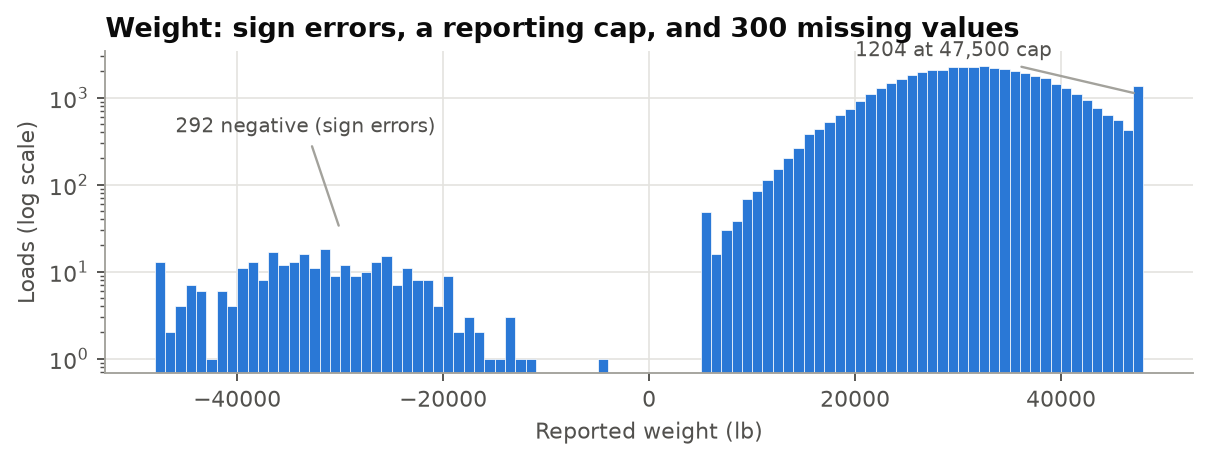 Weight: sign errors, a reporting cap, and 300 missing values
1204 at 47,500 cap
292 negative (sign errors)
Loads (log scale)
10³
10²
10¹
10⁰
−40000
−20000
0
20000
40000
Reported weight (lb)